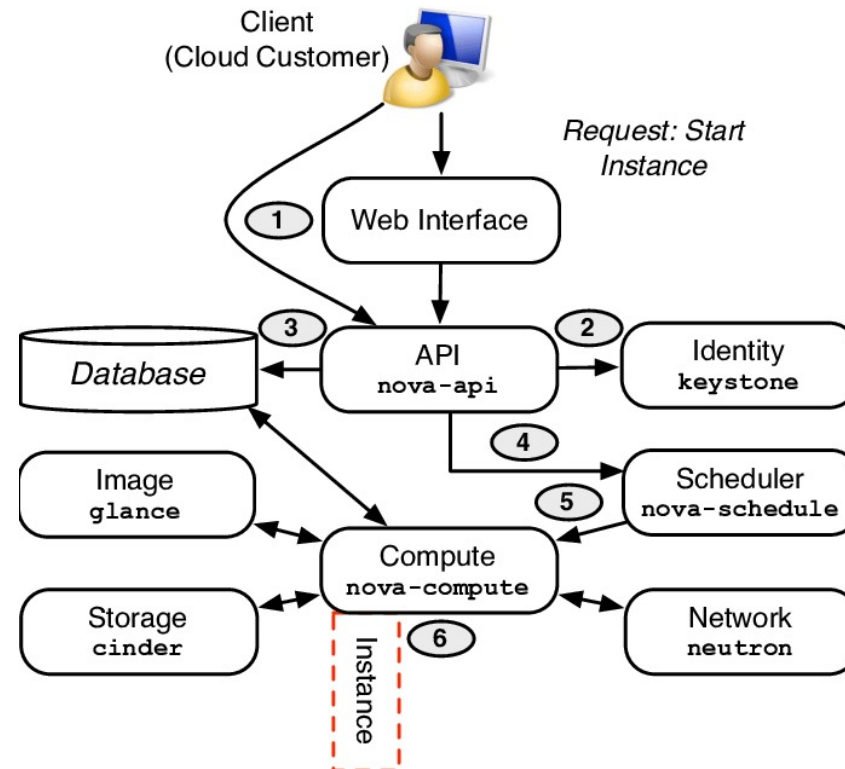 Client
(Cloud Customer)
Request: Start
Instance
1
Web Interface
3
2
Database
API
nova-api
Identity
keystone
4
Image
glance
5
Scheduler
nova-schedule
Compute
nova-compute
Storage
cinder
6
Network
neutron
Instance